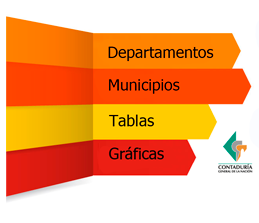 Departamentos
Municipios
Tablas
Gráficas
CONTADURÍA
GENERAL DE LA NACIÓN